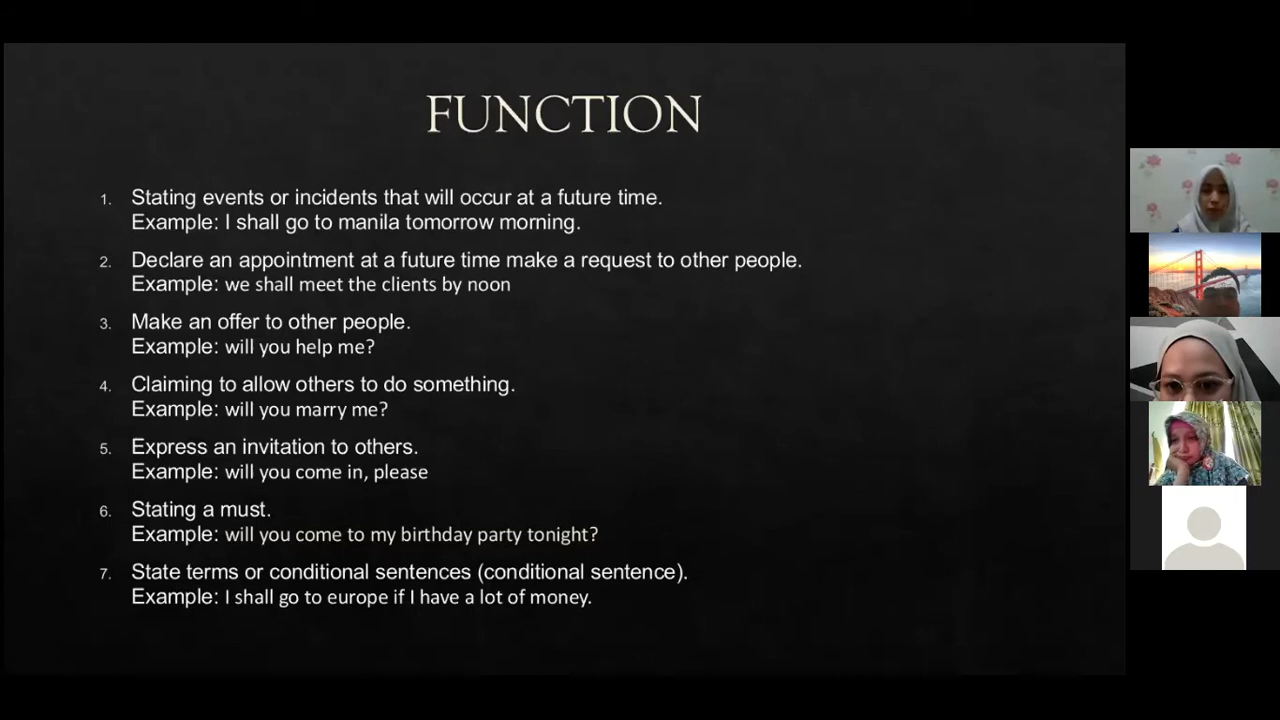 FUNCTION
1. Stating events or incidents that will occur at a future time.
Example: I shall go to manila tomorrow morning.
2. Declare an appointment at a future time make a request to other people.
Example: we shall meet the clients by noon
3. Make an offer to other people.
Example: will you help me?
4. Claiming to allow others to do something.
Example: will you marry me?
5. Express an invitation to others.
Example: will you come in, please
6. Stating a must.
Example: will you come to my birthday party tonight?
7. State terms or conditional sentences (conditional sentence).
Example: I shall go to europe if I have a lot of money.